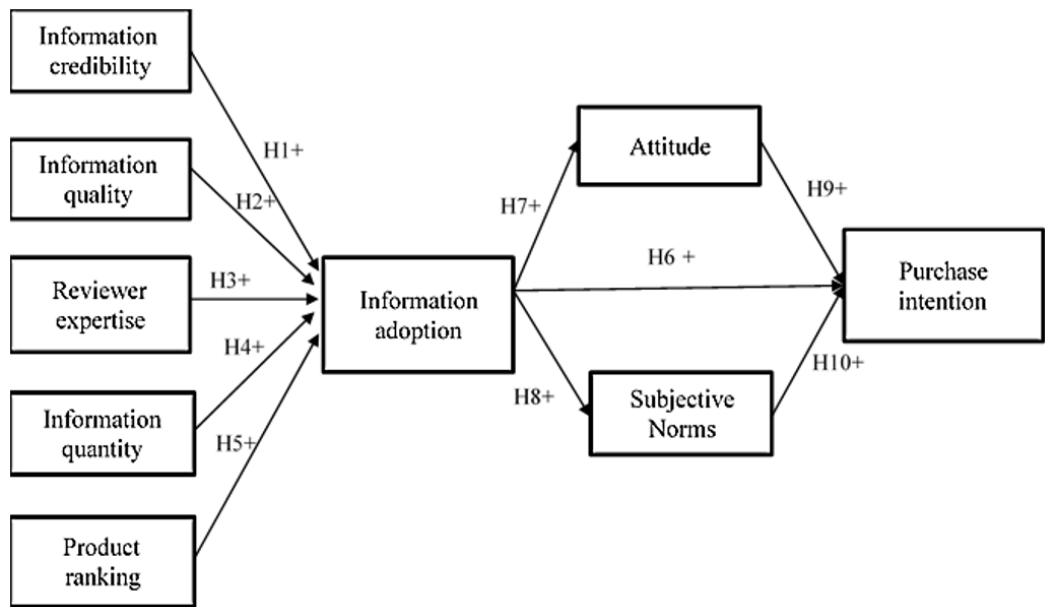 Information
credibility
H1+
Information
quality
H2+
Reviewer
expertise
H3+
Information
quantity
H4+
Product
ranking
H5+
Information
adoption
H7+
Attitude
H9+
H6 +
H8+
Subjective
Norms
H10+
Purchase
intention